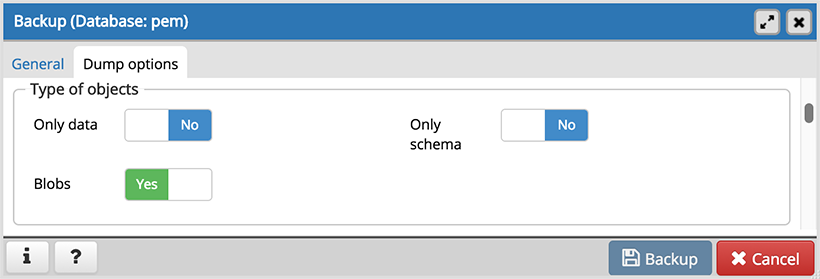 Backup (Database: pem)
General Dump options
Type of objects
Only data No Only schema No
Blobs Yes
i ? Backup Cancel